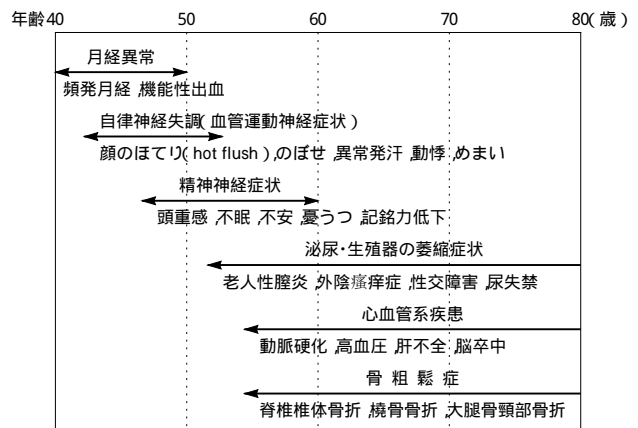 年齢40 50 60 70 80(歳)
月経異常
頻発月経,機能性出血
自律神経失調(血管運動神経症状)
顔のほてり(hot flush),のぼせ,異常発汗,動悸,めまい
精神神経症状
頭重感,不眠,不安,憂うつ,記銘力低下
泌尿・生殖器の萎縮症状
老人性腟炎,外陰瘙痒症,性交障害,尿失禁
心血管系疾患
動脈硬化,高血圧,肝不全,脳卒中
骨粗鬆症
脊椎椎体骨折,橈骨骨折,大腿骨頸部骨折